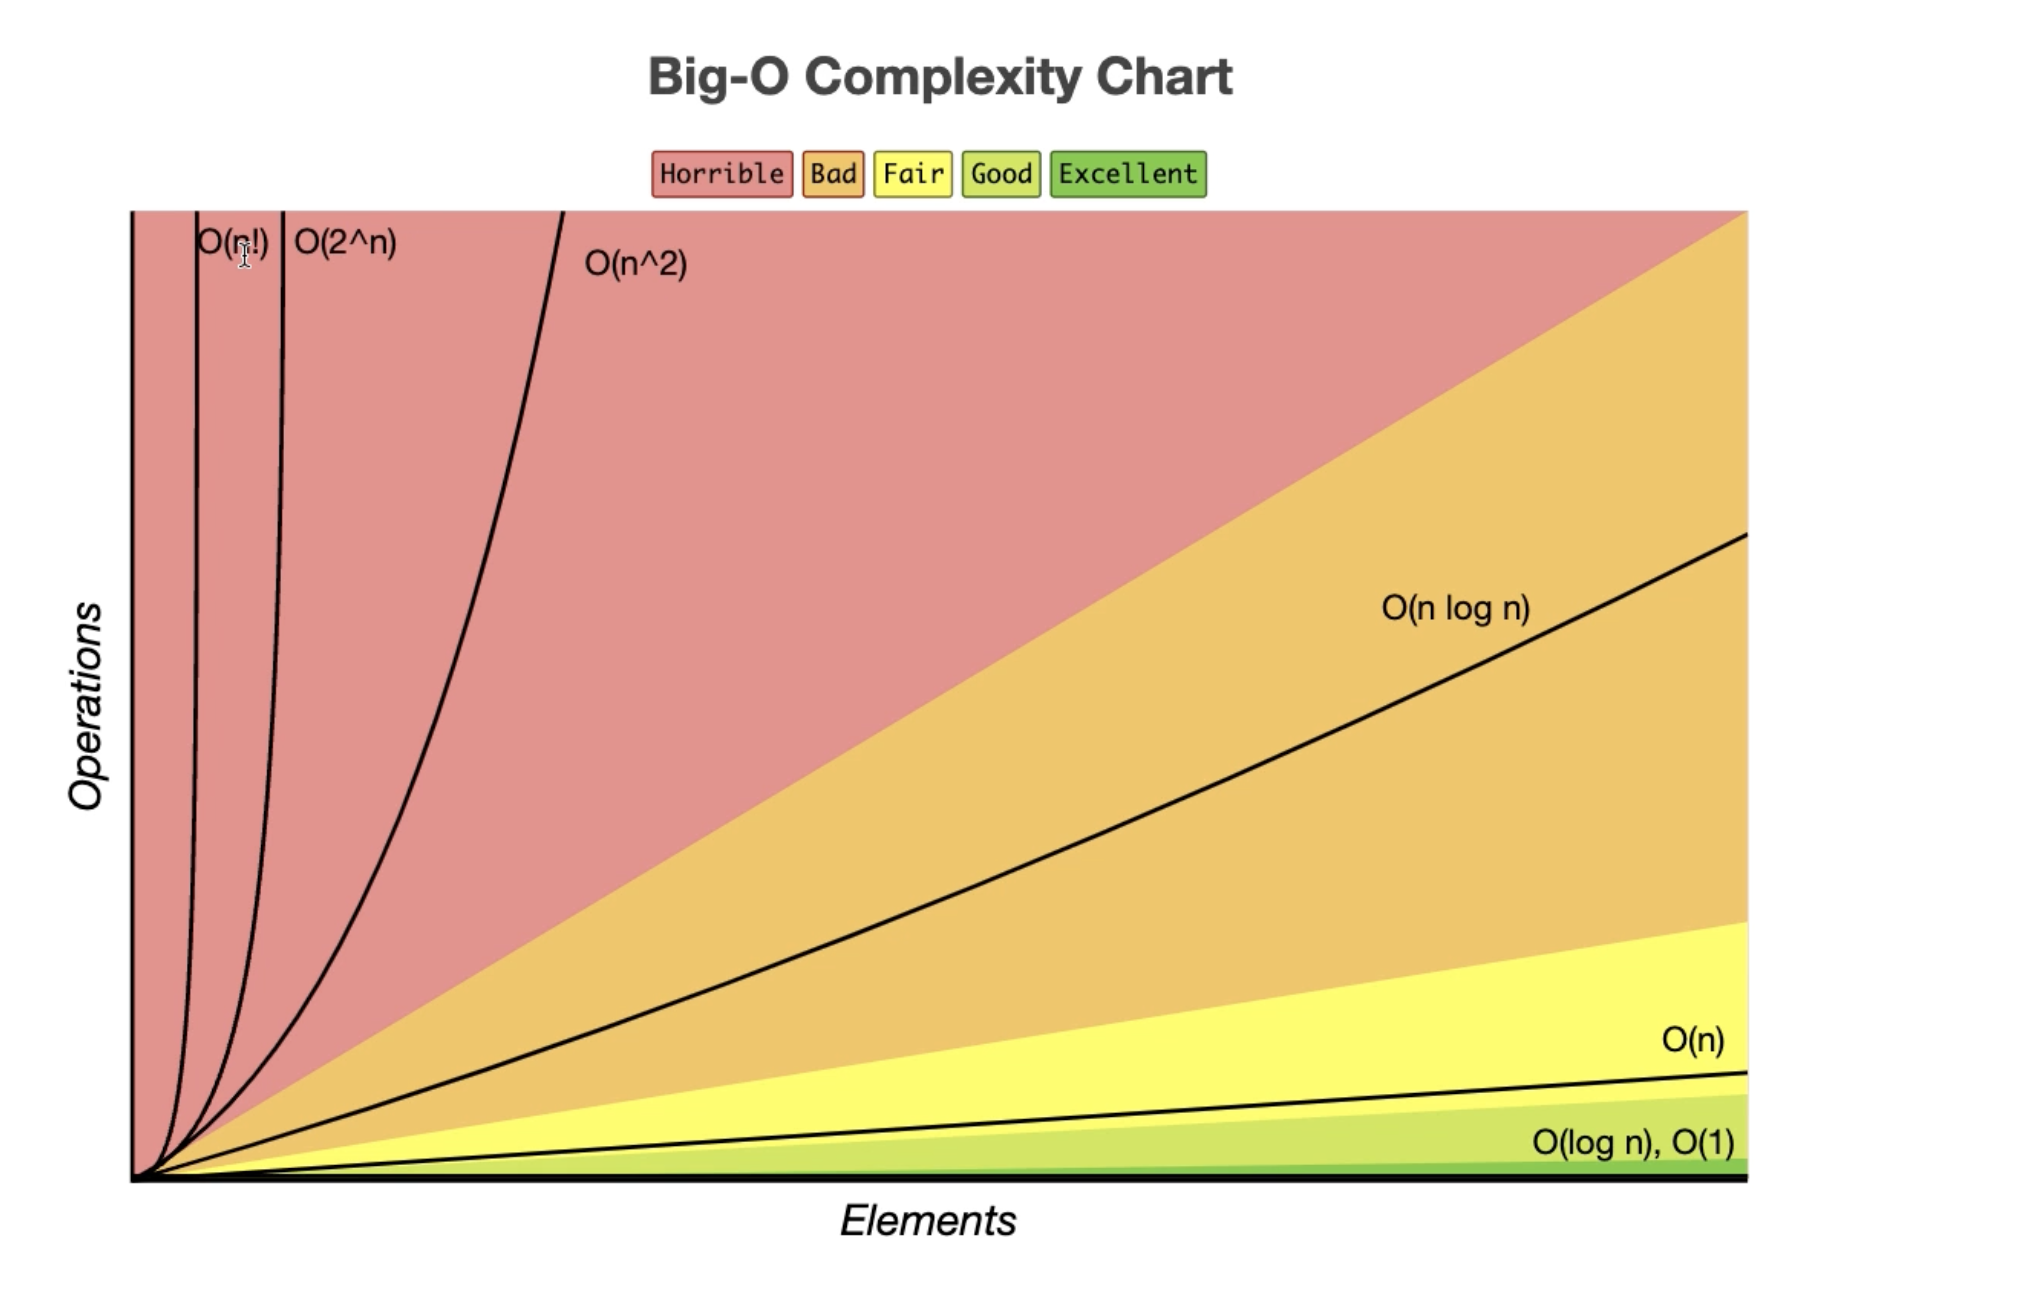 Big-O Complexity Chart
Horrible Bad Fair Good Excellent
O(n!) O(2^n)
O(n^2)
O(n log n)
O(n)
O(log n), O(1)
Operations
Elements